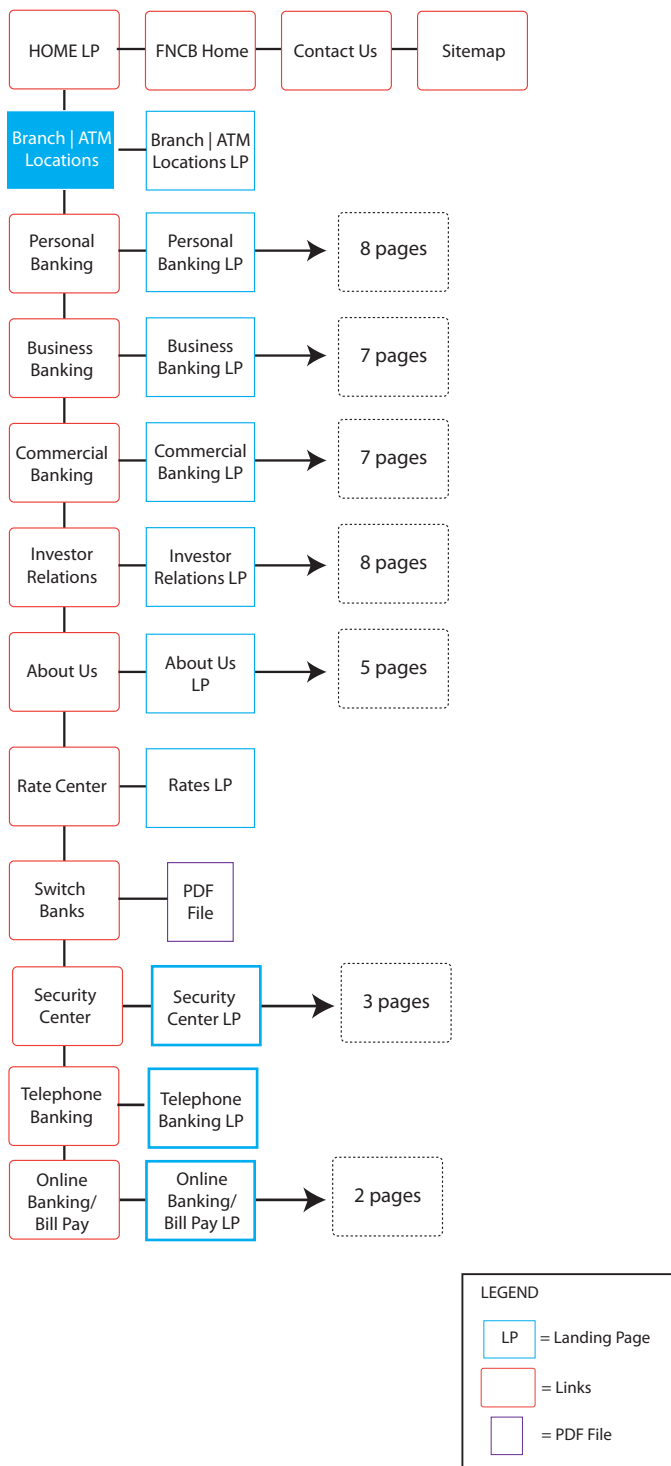 HOME LP
FNCB Home
Contact Us
Sitemap
Branch | ATM
Locations
Branch | ATM
Locations LP
Personal
Banking
Personal
Banking LP
8 pages
Business
Banking
Business
Banking LP
7 pages
Commercial
Banking
Commercial
Banking LP
7 pages
Investor
Relations
Investor
Relations LP
8 pages
About Us
About Us
LP
5 pages
Rate Center
Rates LP
Switch
Banks
PDF
File
Security
Center
Security
Center LP
3 pages
Telephone
Banking
Telephone
Banking LP
Online
Banking/
Bill Pay
Online
Banking/
Bill Pay LP
2 pages
LEGEND
LP = Landing Page
= Links
= PDF File